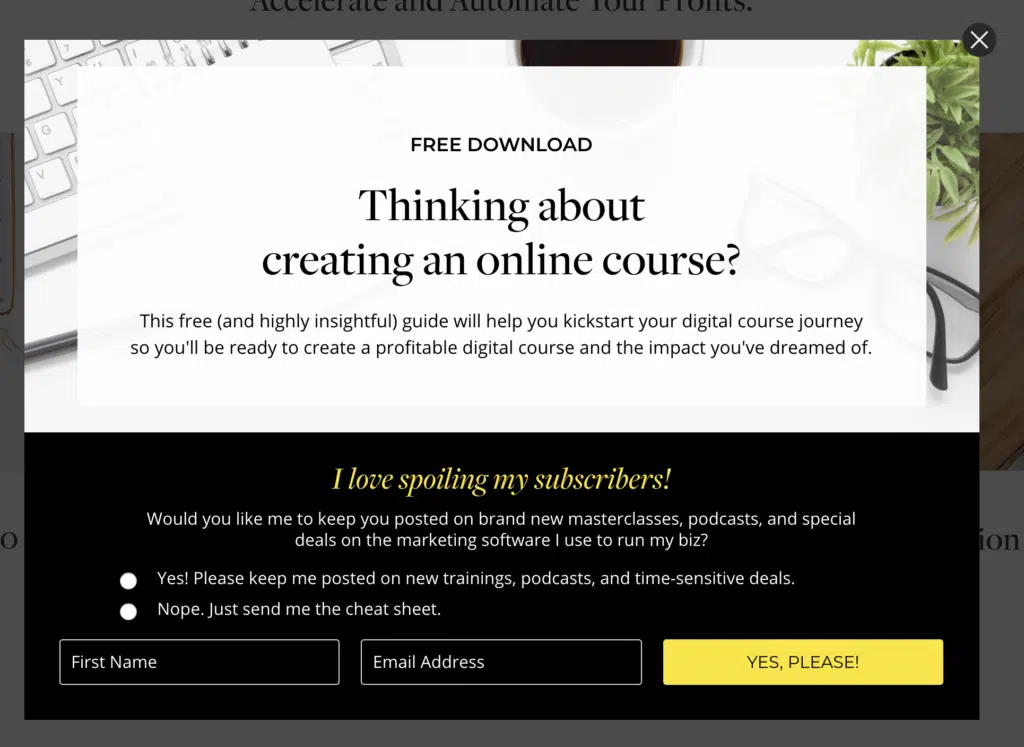 Accelerate and Automate Your Profits.
FREE DOWNLOAD
Thinking about
creating an online course?
This free (and highly insightful) guide will help you kickstart your digital course journey
so you'll be ready to create a profitable digital course and the impact you've dreamed of.
I love spoiling my subscribers!
Would you like me to keep you posted on brand new masterclasses, podcasts, and special
deals on the marketing software I use to run my biz?
Yes! Please keep me posted on new trainings, podcasts, and time-sensitive deals.
Nope. Just send me the cheat sheet.
First Name
Email Address
YES, PLEASE!